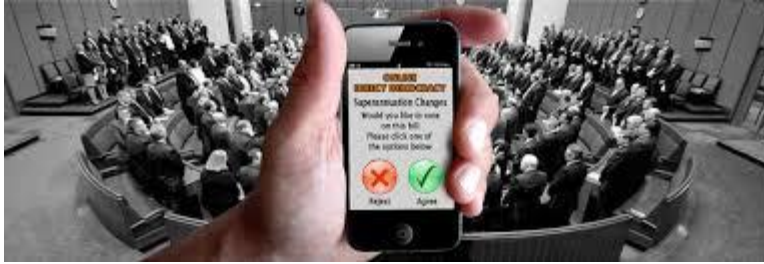 ONLINE
DIRECT DEMOCRACY
Superannuation Changes
Would you like to vote
on this bill.
Please click one of
the options below
Reject Agree